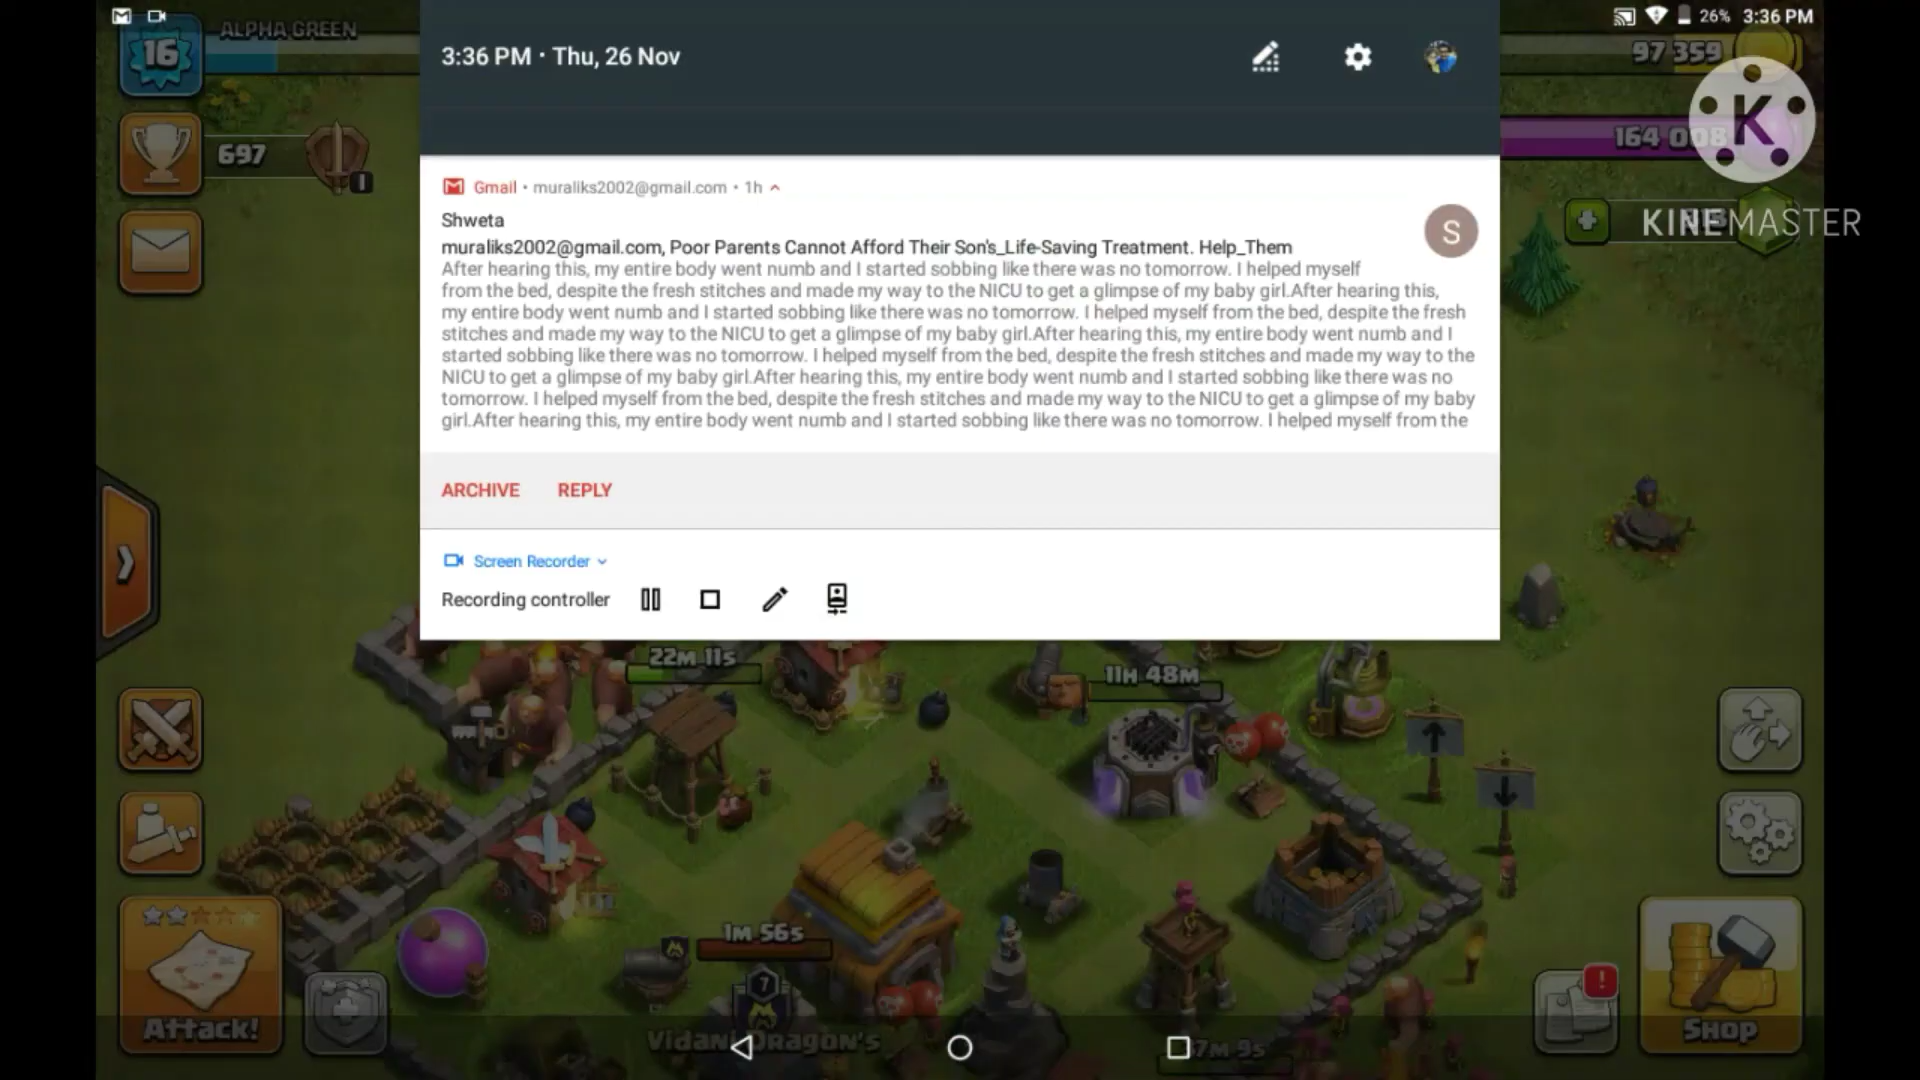 26% 3:36 PM
16 ALPHA GREEN
3:36 PM · Thu, 26 Nov
97 359
K
697
164 008
KINEMASTER
Gmail · muraliks2002@gmail.com · 1h
Shweta
S
muraliks2002@gmail.com, Poor Parents Cannot Afford Their Son's_Life-Saving Treatment. Help_Them
After hearing this, my entire body went numb and I started sobbing like there was no tomorrow. I helped myself
from the bed, despite the fresh stitches and made my way to the NICU to get a glimpse of my baby girl.After hearing this,
my entire body went numb and I started sobbing like there was no tomorrow. I helped myself from the bed, despite the fresh
stitches and made my way to the NICU to get a glimpse of my baby girl.After hearing this, my entire body went numb and I
started sobbing like there was no tomorrow. I helped myself from the bed, despite the fresh stitches and made my way to the
NICU to get a glimpse of my baby girl.After hearing this, my entire body went numb and I started sobbing like there was no
tomorrow. I helped myself from the bed, despite the fresh stitches and made my way to the NICU to get a glimpse of my baby
girl.After hearing this, my entire body went numb and I started sobbing like there was no tomorrow. I helped myself from the
ARCHIVE REPLY
Screen Recorder
Recording controller
22M 11S
11H 48M
1M 56S
7
Attack!
Vidani Dragon's
7M 9S
!
Shop